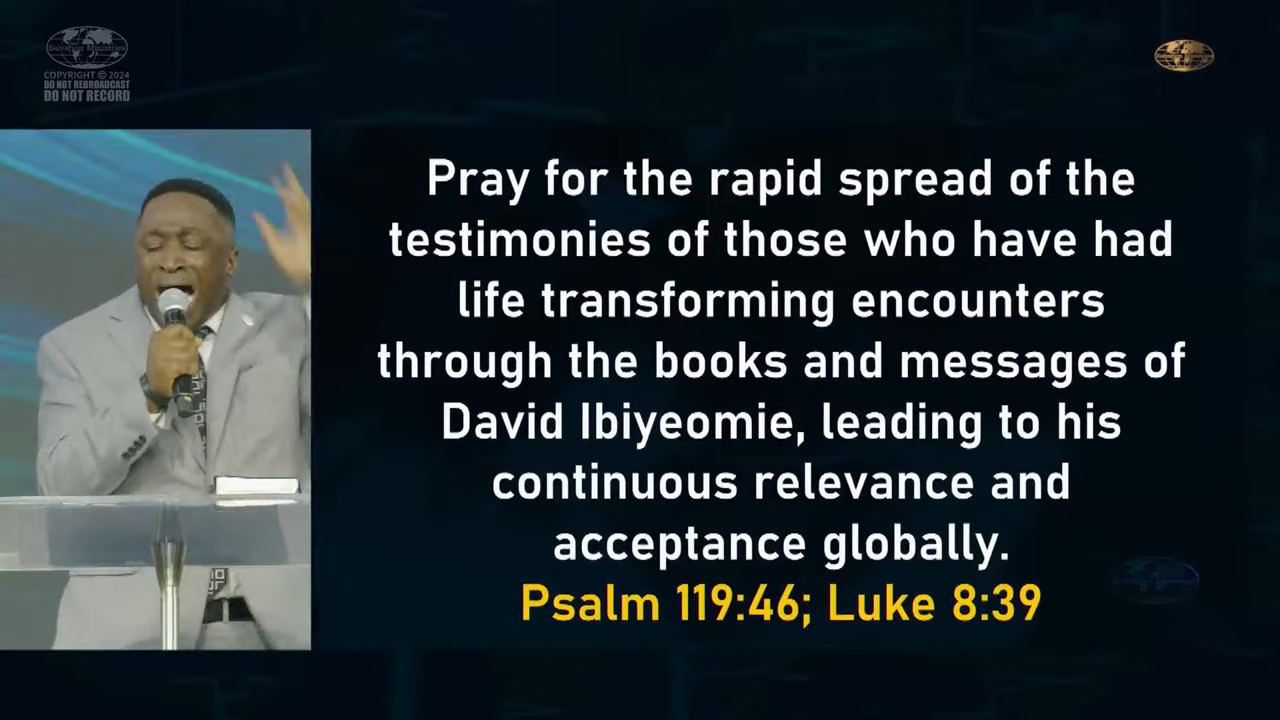 Salvation Ministries
COPYRIGHT © 2024
DO NOT REBROADCAST
DO NOT RECORD
Pray for the rapid spread of the
testimonies of those who have had
life transforming encounters
through the books and messages of
David Ibiyeomie, leading to his
continuous relevance and
acceptance globally.
Psalm 119:46; Luke 8:39